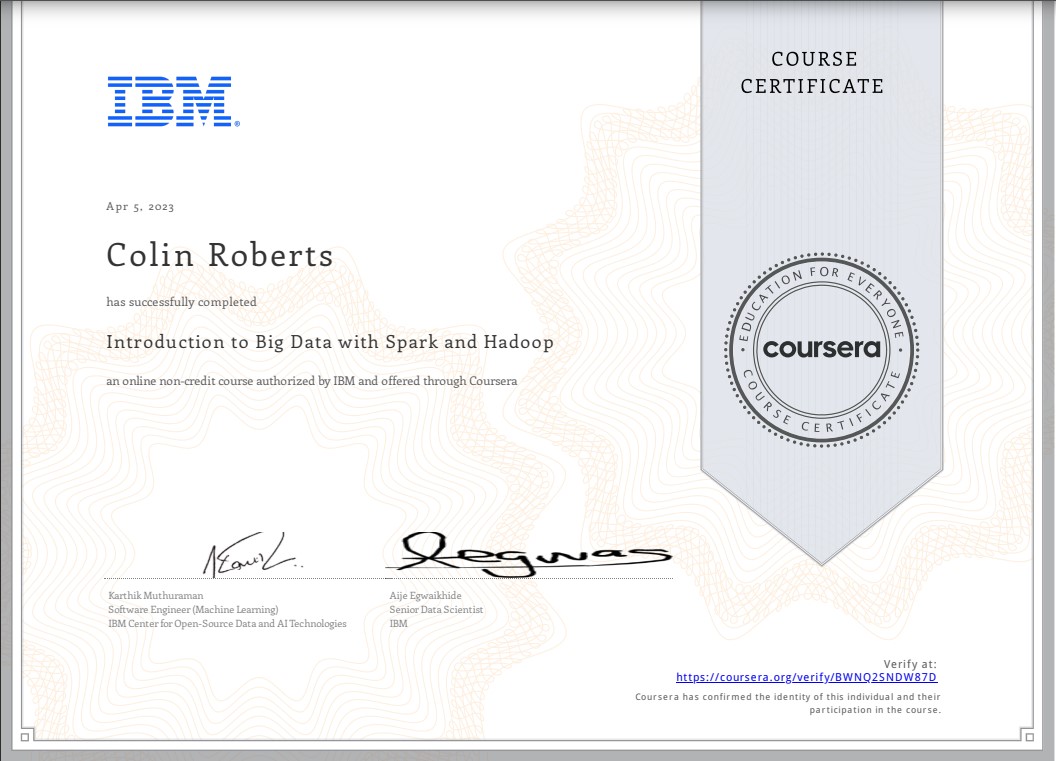 IBM®
COURSE
CERTIFICATE
Apr 5, 2023
Colin Roberts
has successfully completed
Introduction to Big Data with Spark and Hadoop
an online non-credit course authorized by IBM and offered through Coursera
EDUCATION FOR EVERYONE
coursera
COURSE CERTIFICATE
Karthik Muthuraman
Software Engineer (Machine Learning)
IBM Center for Open-Source Data and AI Technologies
Aije Egwaikhide
Senior Data Scientist
IBM
Verify at:
https://coursera.org/verify/BWNQ2SNDW87D
Coursera has confirmed the identity of this individual and their
participation in the course.